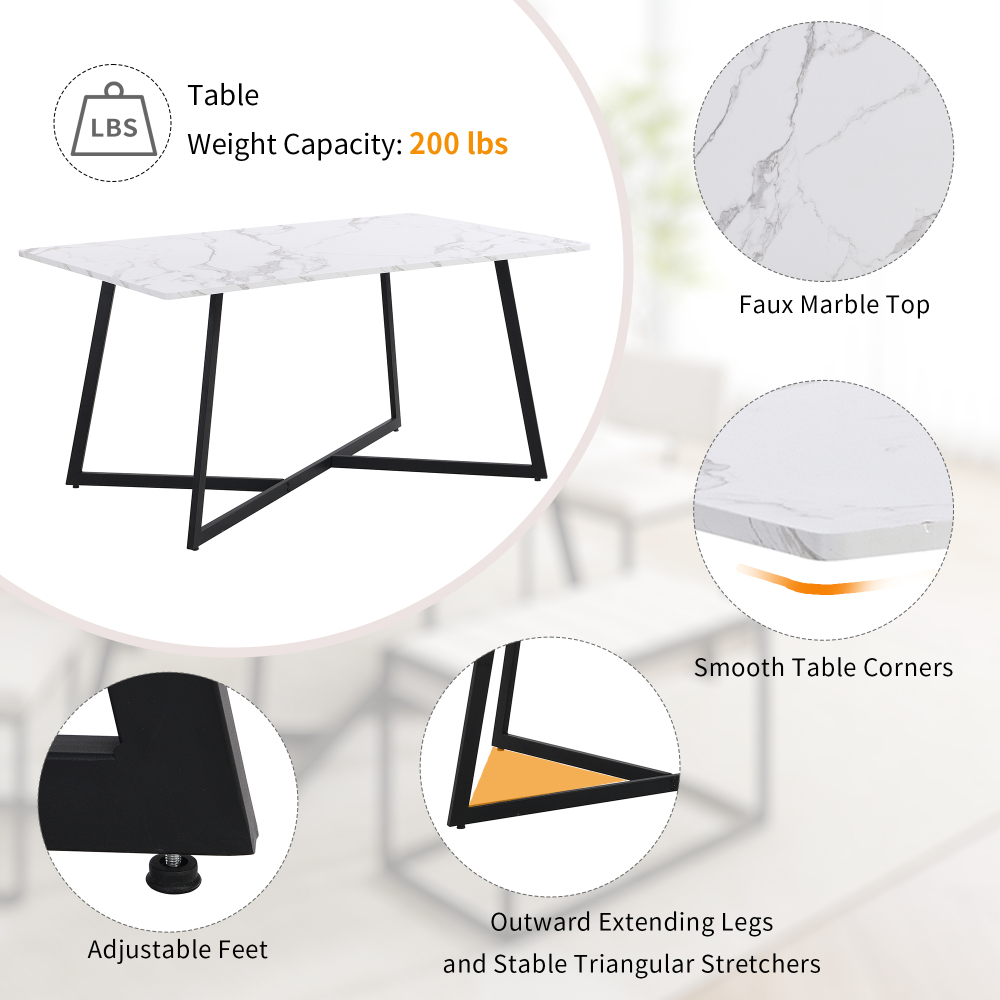 LBS
Table
Weight Capacity: 200 lbs
Faux Marble Top
Smooth Table Corners
Adjustable Feet
Outward Extending Legs
and Stable Triangular Stretchers